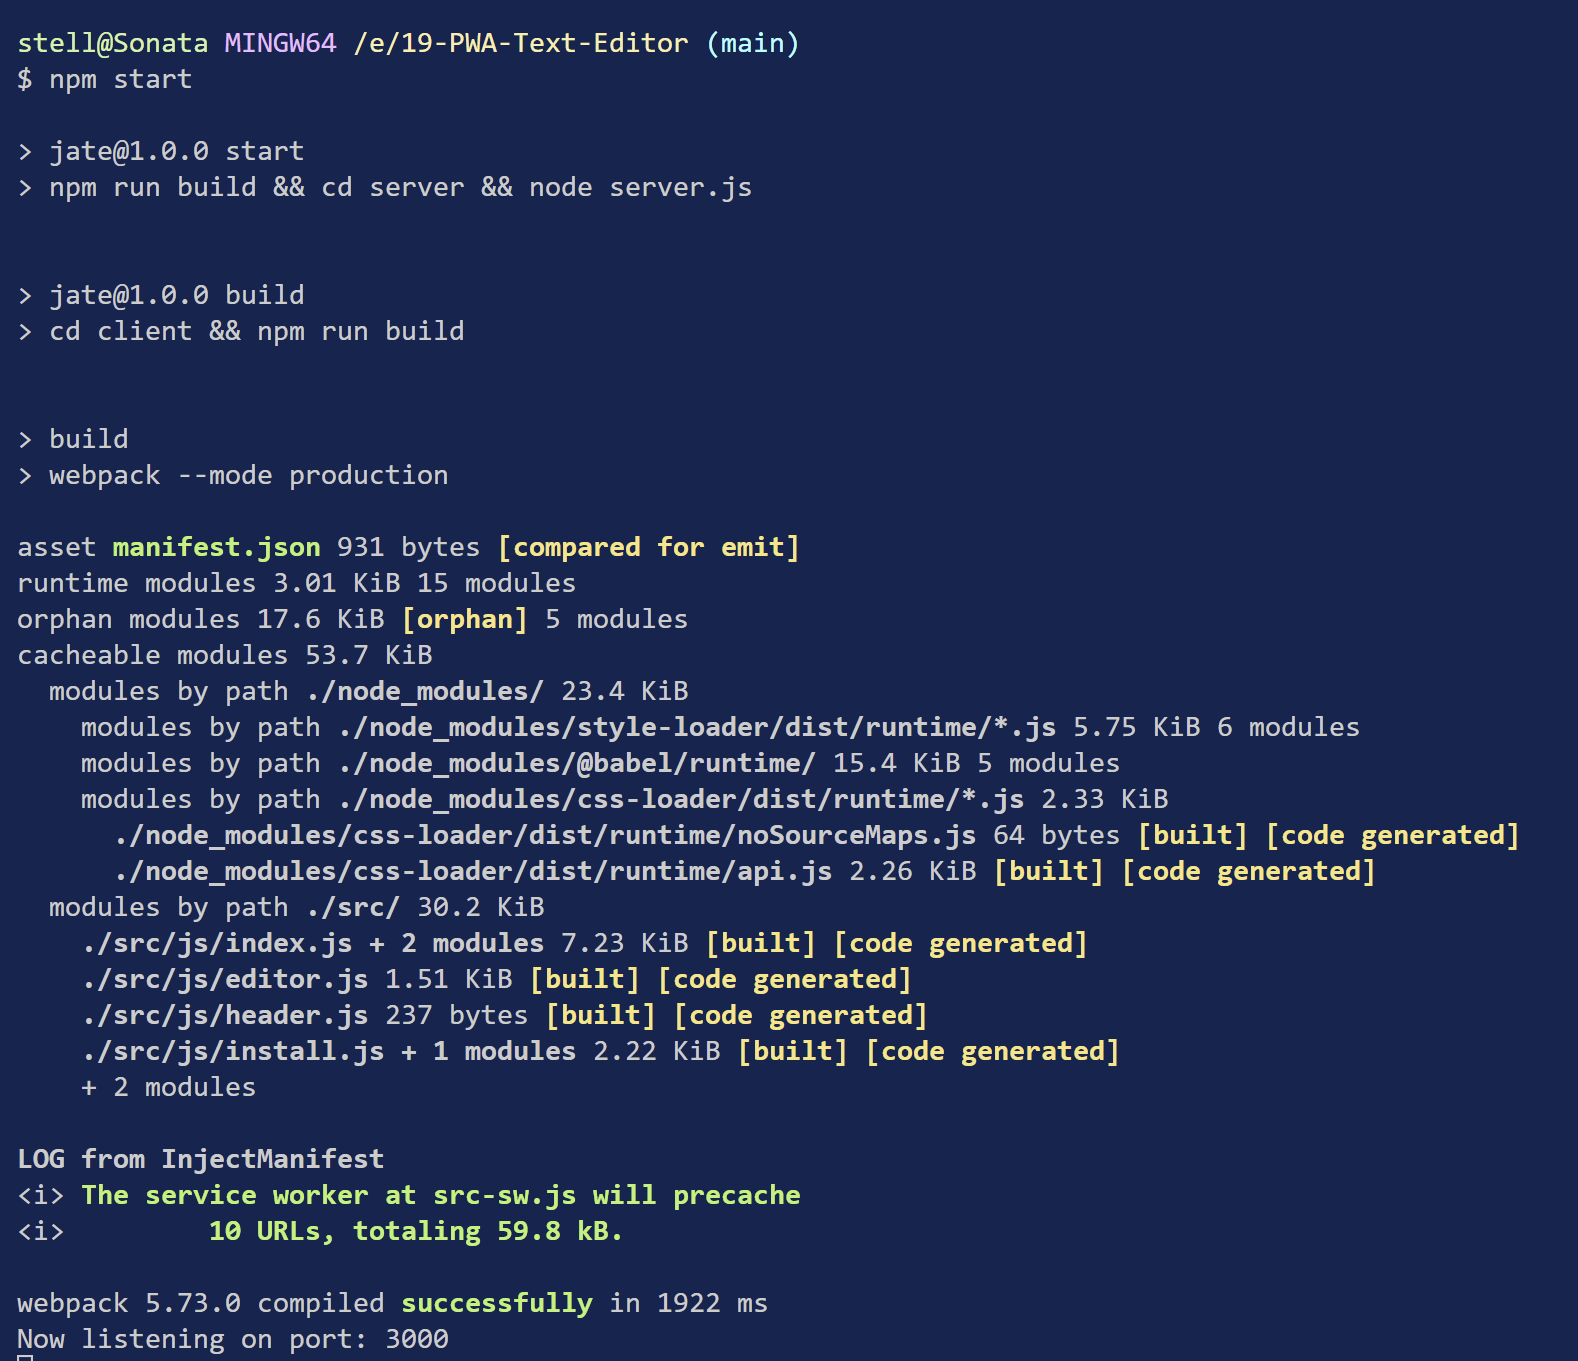 stell@Sonata MINGW64 /e/19-PWA-Text-Editor (main)
$ npm start
> jate@1.0.0 start
> npm run build && cd server && node server.js
> jate@1.0.0 build
> cd client && npm run build
> build
> webpack --mode production
asset manifest.json 931 bytes [compared for emit]
runtime modules 3.01 KiB 15 modules
orphan modules 17.6 KiB [orphan] 5 modules
cacheable modules 53.7 KiB
  modules by path ./node_modules/ 23.4 KiB
    modules by path ./node_modules/style-loader/dist/runtime/*.js 5.75 KiB 6 modules
    modules by path ./node_modules/@babel/runtime/ 15.4 KiB 5 modules
    modules by path ./node_modules/css-loader/dist/runtime/*.js 2.33 KiB
      ./node_modules/css-loader/dist/runtime/noSourceMaps.js 64 bytes [built] [code generated]
      ./node_modules/css-loader/dist/runtime/api.js 2.26 KiB [built] [code generated]
  modules by path ./src/ 30.2 KiB
    ./src/js/index.js + 2 modules 7.23 KiB [built] [code generated]
    ./src/js/editor.js 1.51 KiB [built] [code generated]
    ./src/js/header.js 237 bytes [built] [code generated]
    ./src/js/install.js + 1 modules 2.22 KiB [built] [code generated]
    + 2 modules
LOG from InjectManifest
<i> The service worker at src-sw.js will precache
<i>         10 URLs, totaling 59.8 kB.
webpack 5.73.0 compiled successfully in 1922 ms
Now listening on port: 3000